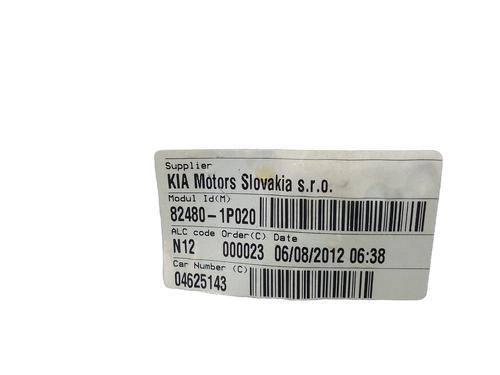 Supplier
KIA Motors Slovakia s.r.o.
Modul Id(M)
82480-1P020
ALC code Order(C) Date
N12 000023 06/08/2012 06:38
Car Number (C)
04625143